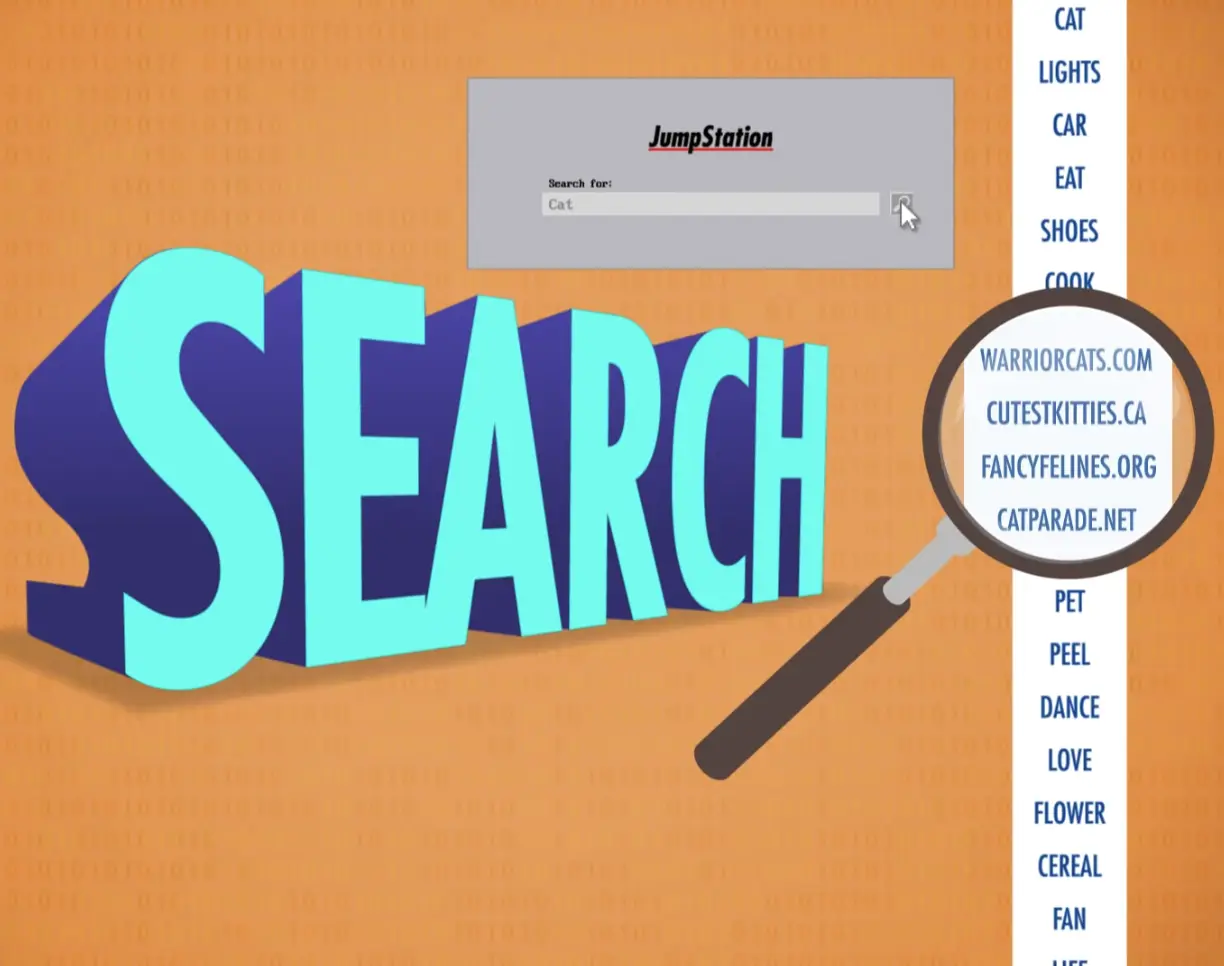 JumpStation
Search for:
Cat
SEARCH
CAT
LIGHTS
CAR
EAT
SHOES
COOK
WARRIORCATS.COM
CUTESTKITTIES.CA
FANCYFELINES.ORG
CATPARADE.NET
PET
PEEL
DANCE
LOVE
FLOWER
CEREAL
FAN